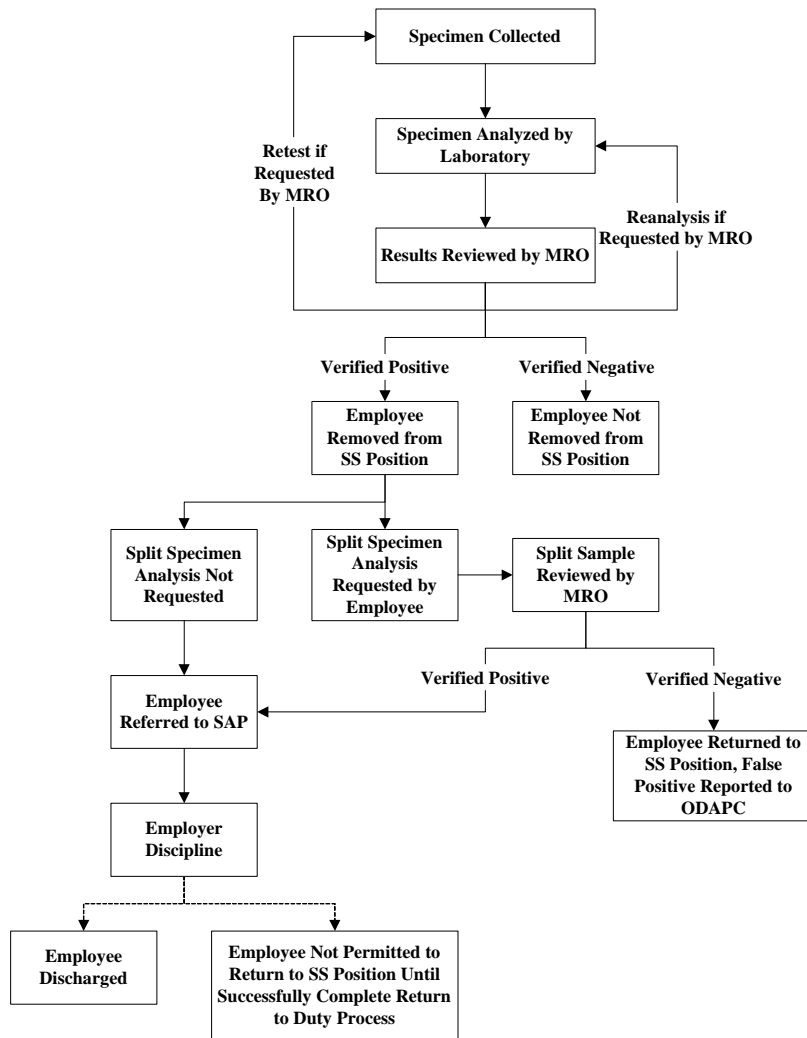 Specimen Collected
Specimen Analyzed by
Laboratory
Retest if
Requested
By MRO
Reanalysis if
Requested by MRO
Results Reviewed by MRO
Verified Positive
Verified Negative
Employee
Removed from
SS Position
Employee Not
Removed from
SS Position
Split Specimen
Analysis Not
Requested
Split Specimen
Analysis
Requested by
Employee
Split Sample
Reviewed by
MRO
Verified Positive
Verified Negative
Employee
Referred to SAP
Employee Returned to
SS Position, False
Positive Reported to
ODAPC
Employer
Discipline
Employee
Discharged
Employee Not Permitted to
Return to SS Position Until
Successfully Complete Return
to Duty Process